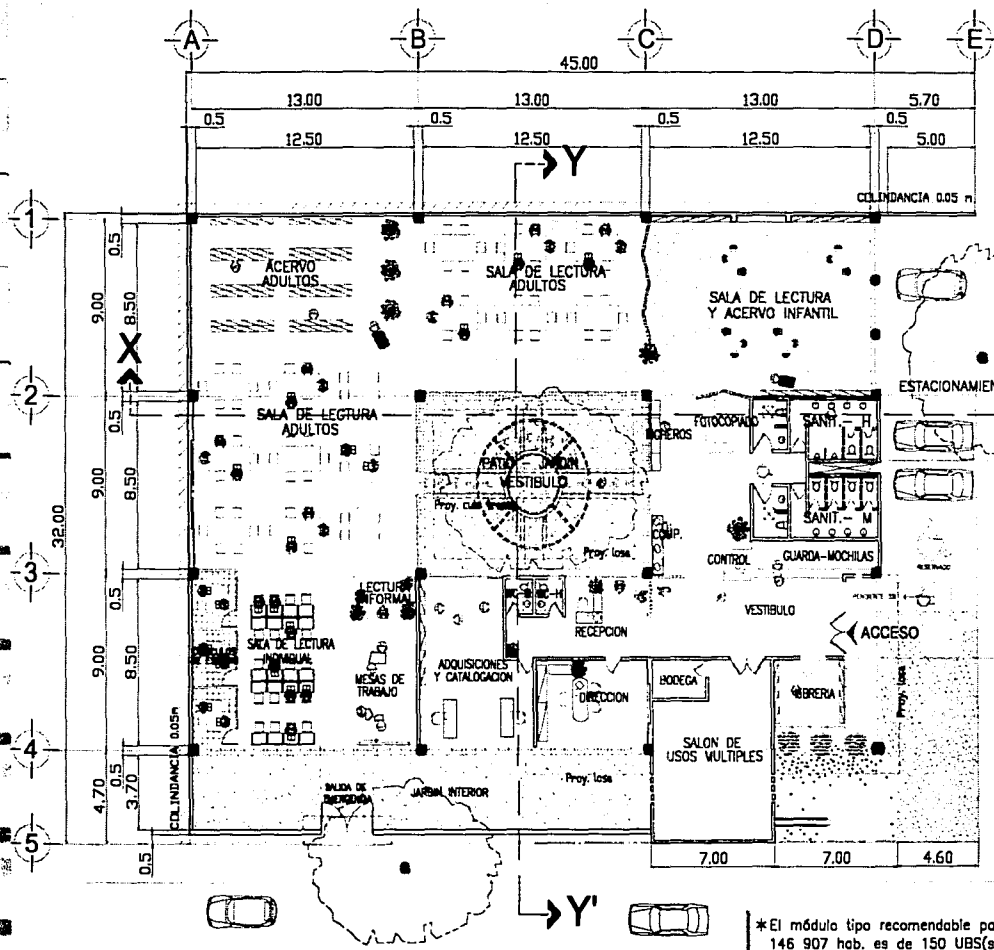 A B C D E
45.00
13.00 13.00 13.00 5.70
0.5 0.5 0.5 0.5
12.50 12.50 12.50 5.00
Y
COLINDANCIA 0.05 m
1
0.5
ACERVO
ADULTOS
SALA DE LECTURA
ADULTOS
SALA DE LECTURA
Y ACERVO INFANTIL
9.00
8.50
X
2
0.5
ESTACIONAMIEN
SALA DE LECTURA
ADULTOS
FICHEROS
FOTOCOPIADO
SANIT.- H
PATIO - JARDIN
VESTIBULO
9.00
8.50
32.00
SANIT.- M
Proy. losa
COMP.
CONTROL
GUARDA-MOCHILAS
3
0.5
RESERVADO
LECTURA
INFORMAL
VESTIBULO
ACCESO
RECEPCION
SALA DE LECTURA
INDIVIDUAL
9.00
8.50
MESAS DE
TRABAJO
ADQUISICIONES
Y CATALOGACION
DIRECCION
BODEGA
LIBRERIA
Proy. losa
SALON DE
USOS MULTIPLES
4
0.5
COLINDANCIA 0.05m
4.70
3.70
Proy. losa
SALIDA DE
EMERGENCIA
JARDIN INTERIOR
5
0.5
7.00 7.00 4.60
Y'
*El módulo tipo recomendable pa
146 907 hab. es de 150 UBS(s